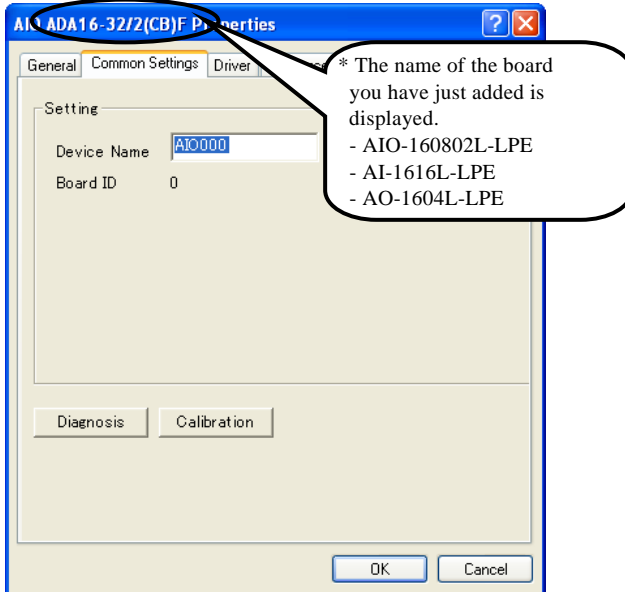 AIO ADA16-32/2(CB)F Properties
General Common Settings Driver
* The name of the board
you have just added is
displayed.
- AIO-160802L-LPE
- AI-1616L-LPE
- AO-1604L-LPE
Setting
Device Name AIO000
Board ID 0
Diagnosis Calibration
OK Cancel